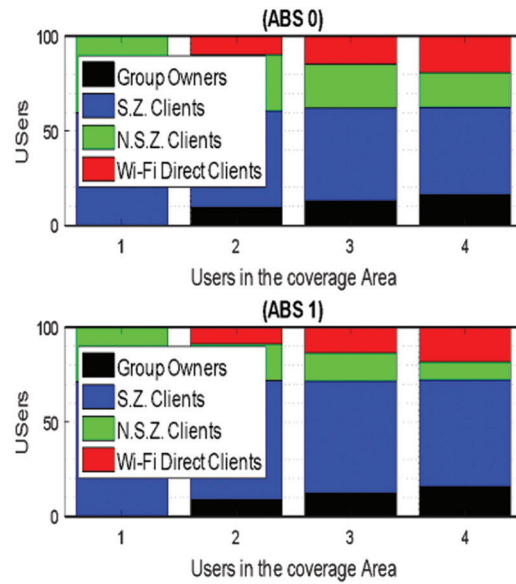 (ABS 0)
100
50
0
USers
Group Owners
S.Z. Clients
N.S.Z. Clients
Wi-Fi Direct Clients
1 2 3 4
Users in the coverage Area
(ABS 1)
100
50
0
USers
Group Owners
S.Z. Clients
N.S.Z. Clients
Wi-Fi Direct Clients
1 2 3 4
Users in the coverage Area